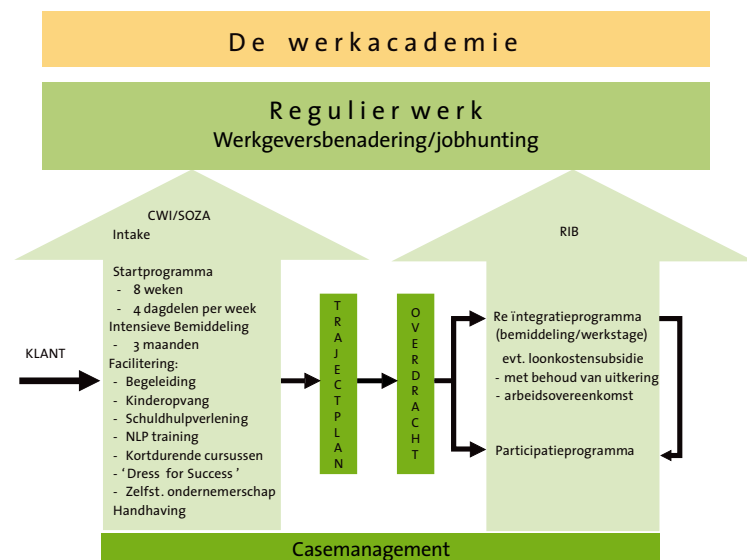 De werkacademie
Regulier werk
Werkgeversbenadering/jobhunting
CWI/SOZA
Intake
Startprogramma
- 8 weken
- 4 dagdelen per week
Intensieve Bemiddeling
- 3 maanden
Facilitering:
- Begeleiding
- Kinderopvang
- Schuldhulpverlening
- NLP training
- Kortdurende cursussen
- ‘Dress for Success’
- Zelfst. ondernemerschap
Handhaving
KLANT
TRAJECTPLAN
OVERDRACHT
RIB
Re ïntegratieprogramma
(bemiddeling/werkstage)
evt. loonkostensubsidie
- met behoud van uitkering
- arbeidsovereenkomst
Participatieprogramma
Casemanagement